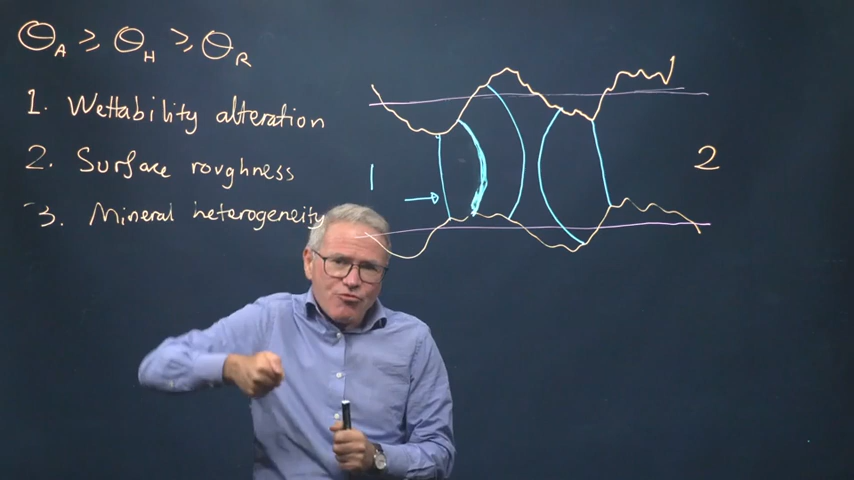 ΘA ≥ ΘH ≥ ΘR
1. Wettability alteration
2. Surface roughness
3. Mineral heterogeneity
1
2